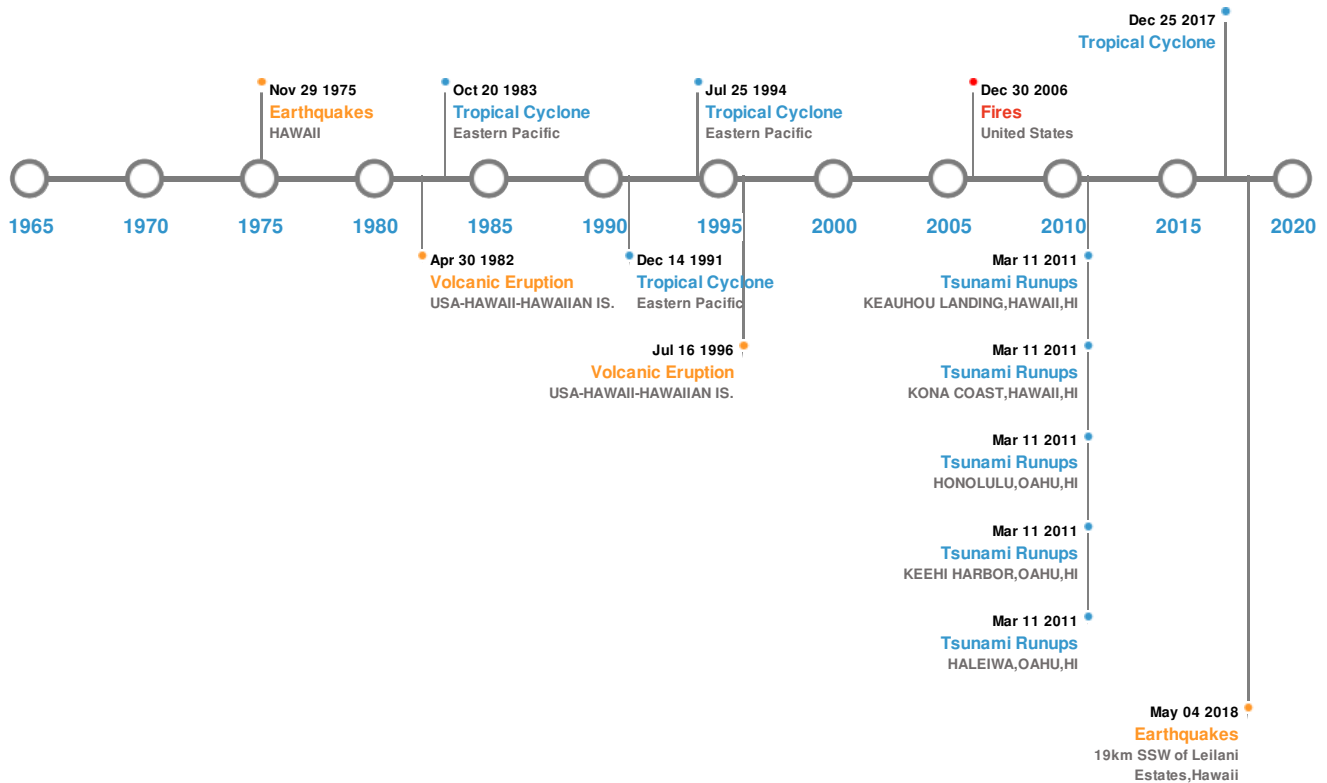 Dec 25 2017
Tropical Cyclone
Nov 29 1975
Earthquakes
HAWAII
Oct 20 1983
Tropical Cyclone
Eastern Pacific
Jul 25 1994
Tropical Cyclone
Eastern Pacific
Dec 30 2006
Fires
United States
1965 1970 1975 1980 1985 1990 1995 2000 2005 2010 2015 2020
Apr 30 1982
Volcanic Eruption
USA-HAWAII-HAWAIIAN IS.
Dec 14 1991
Tropical Cyclone
Eastern Pacific
Mar 11 2011
Tsunami Runups
KEAUHOU LANDING,HAWAII,HI
Jul 16 1996
Volcanic Eruption
USA-HAWAII-HAWAIIAN IS.
Mar 11 2011
Tsunami Runups
KONA COAST,HAWAII,HI
Mar 11 2011
Tsunami Runups
HONOLULU,OAHU,HI
Mar 11 2011
Tsunami Runups
KEEHI HARBOR,OAHU,HI
Mar 11 2011
Tsunami Runups
HALEIWA,OAHU,HI
May 04 2018
Earthquakes
19km SSW of Leilani
Estates,Hawaii